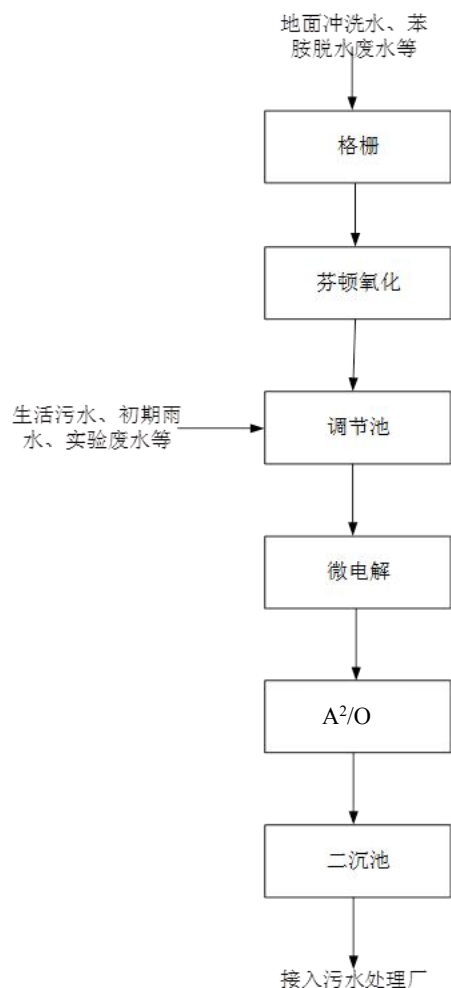 地面冲洗水、苯
胺脱水废水等
格栅
芬顿氧化
生活污水、初期雨
水、实验废水等
调节池
微电解
A²/O
二沉池
接入污水处理厂